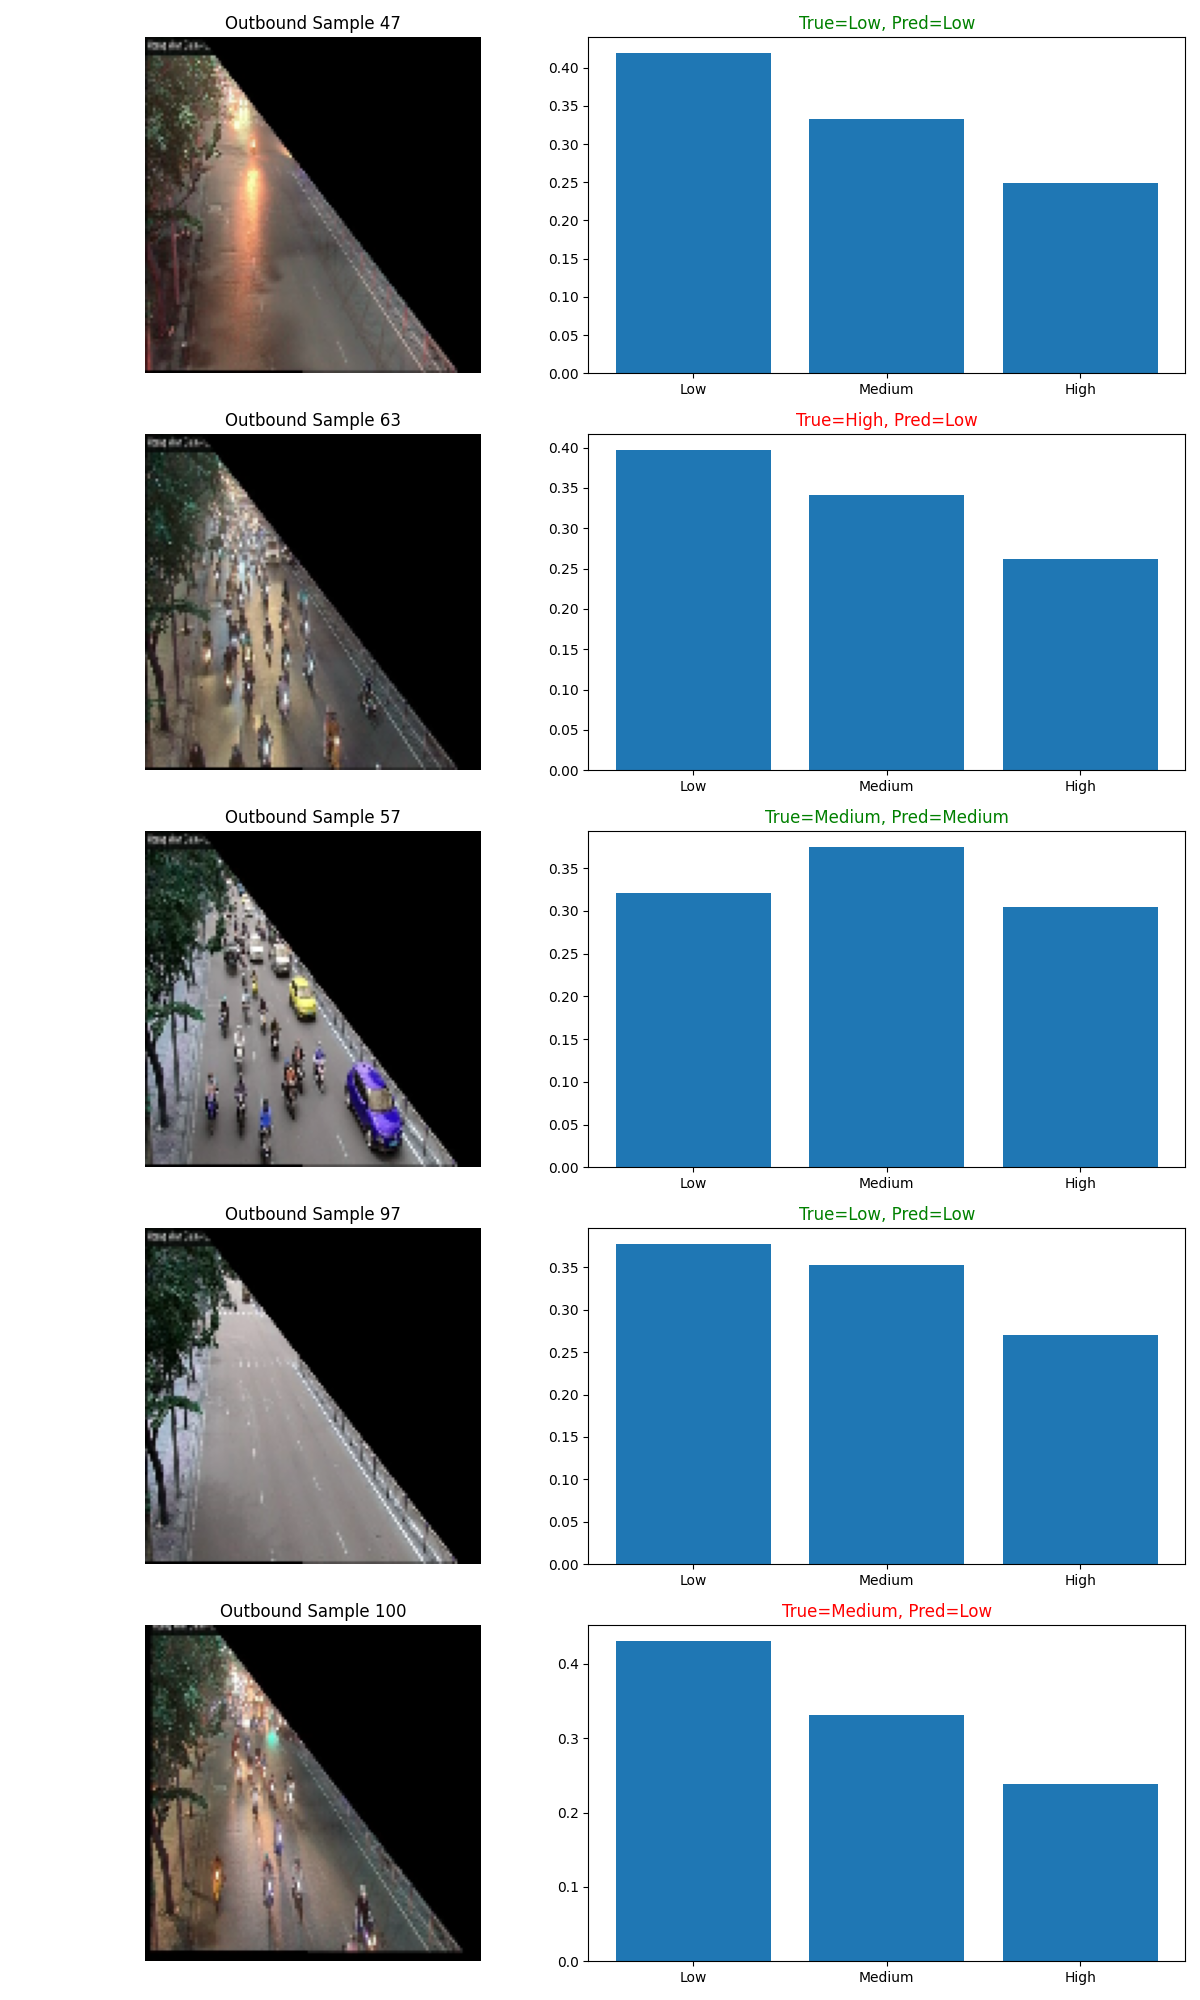 Outbound Sample 47
True=Low, Pred=Low
0.40
0.35
0.30
0.25
0.20
0.15
0.10
0.05
0.00
Low Medium High
Outbound Sample 63
True=High, Pred=Low
0.40
0.35
0.30
0.25
0.20
0.15
0.10
0.05
0.00
Low Medium High
Outbound Sample 57
True=Medium, Pred=Medium
0.35
0.30
0.25
0.20
0.15
0.10
0.05
0.00
Low Medium High
Outbound Sample 97
True=Low, Pred=Low
0.35
0.30
0.25
0.20
0.15
0.10
0.05
0.00
Low Medium High
Outbound Sample 100
True=Medium, Pred=Low
0.4
0.3
0.2
0.1
0.0
Low Medium High